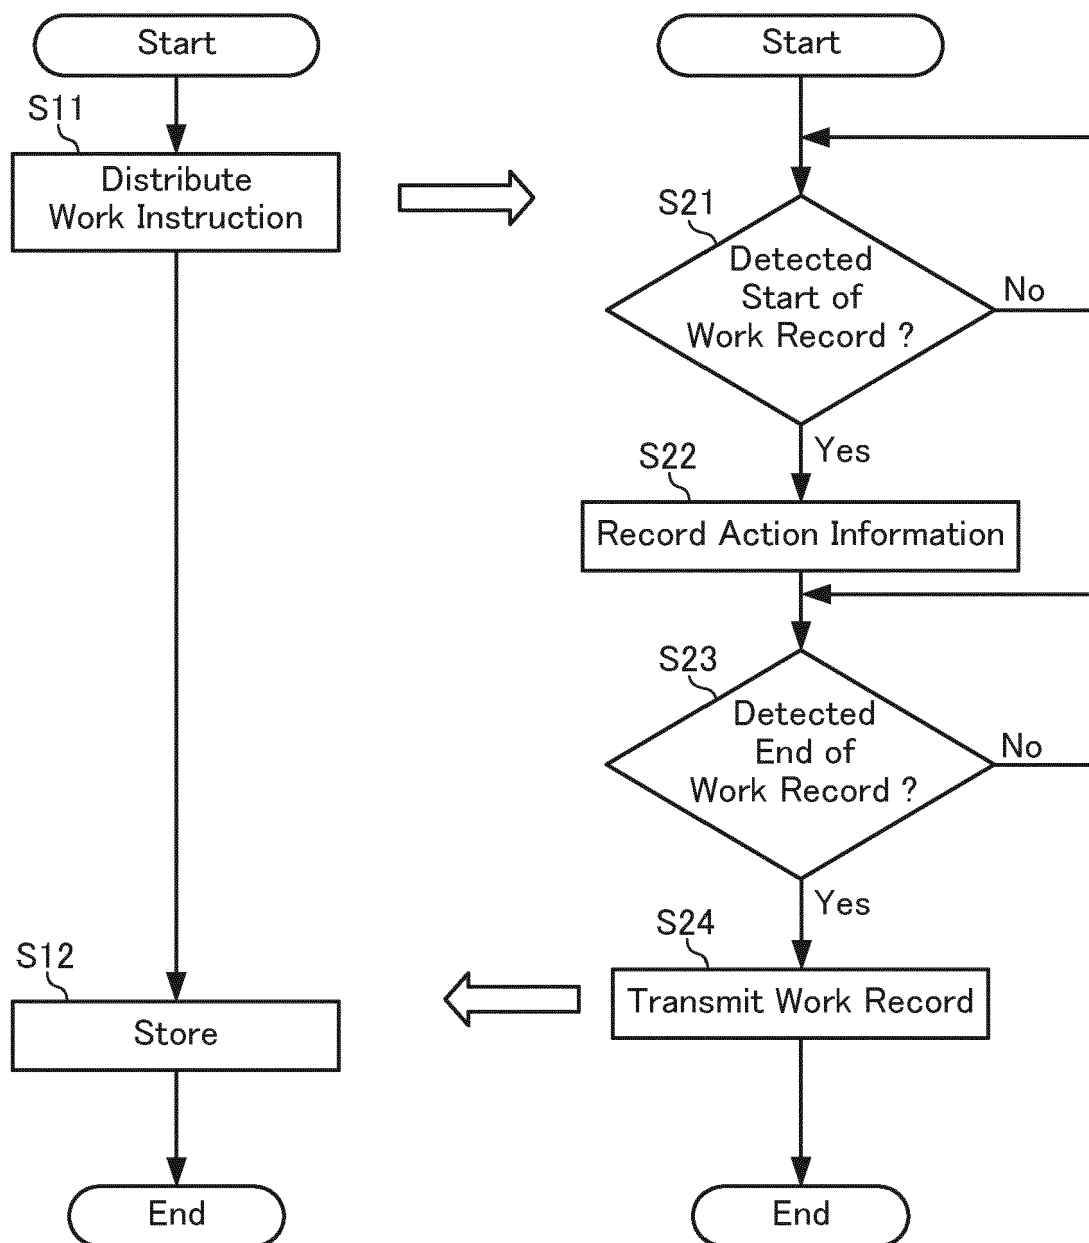 Start
S11
Distribute
Work Instruction
S12
Store
End
Start
S21
Detected
Start of
Work Record ?
No
Yes
S22
Record Action Information
S23
Detected
End of
Work Record ?
No
Yes
S24
Transmit Work Record
End